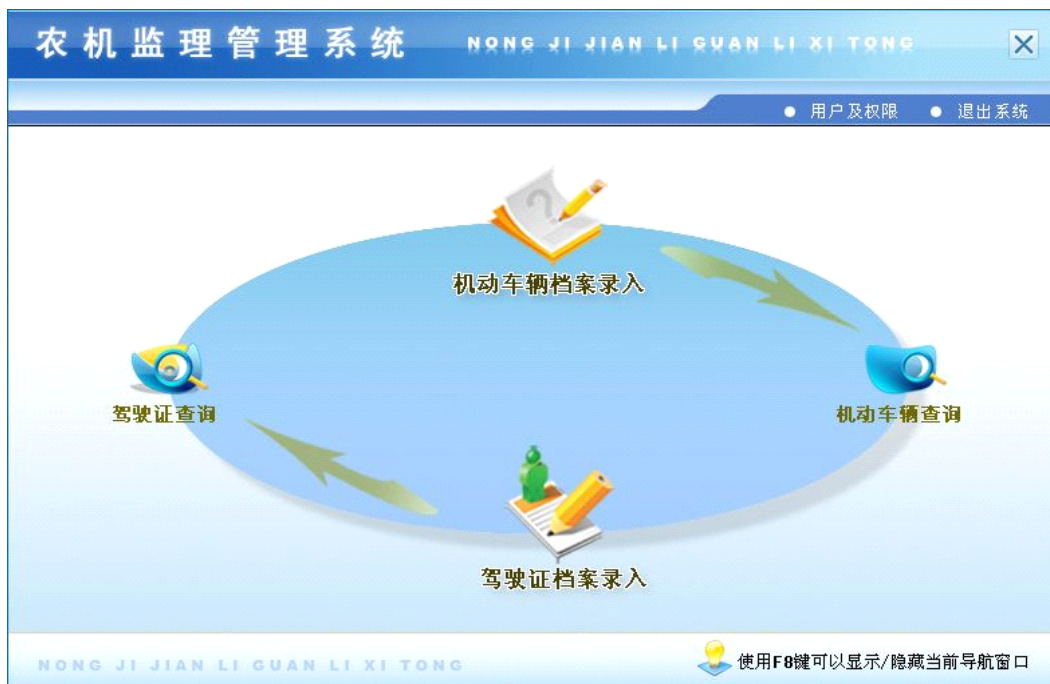 农机监理管理系统 NONG JI JIAN LI GUAN LI XI TONG
用户及权限 退出系统
机动车辆档案录入
驾驶证查询
机动车辆查询
驾驶证档案录入
NONG JI JIAN LI GUAN LI XI TONG
使用F8键可以显示/隐藏当前导航窗口